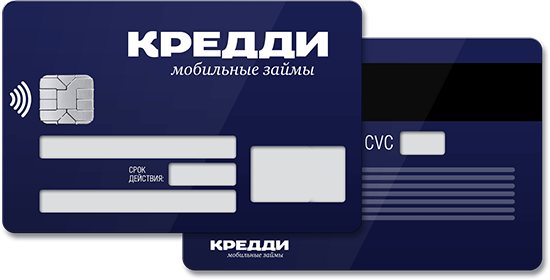 КРЕДДИ
мобильные займы
СРОК
ДЕЙСТВИЯ:
CVC
КРЕДДИ
мобильные займы